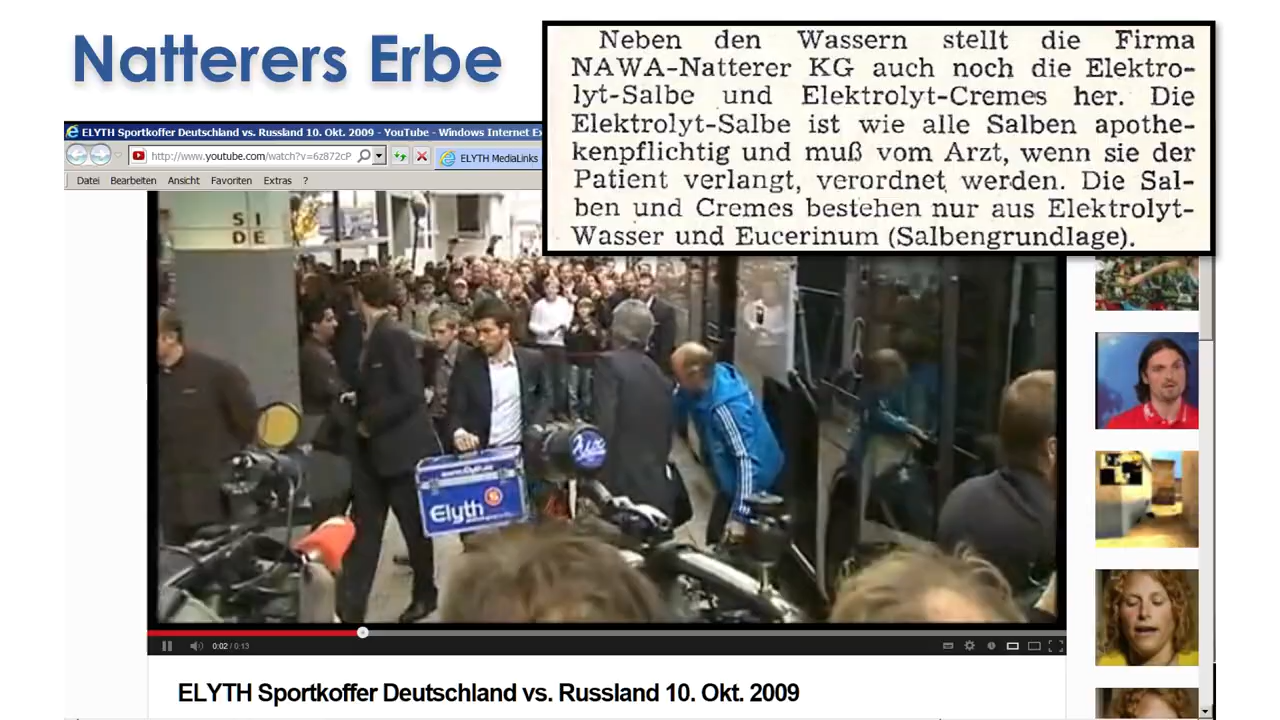 Natterers Erbe
Neben den Wassern stellt die Firma
NAWA-Natterer KG auch noch die Elektro-
lyt-Salbe und Elektrolyt-Cremes her. Die
Elektrolyt-Salbe ist wie alle Salben apothe-
kenpflichtig und muß vom Arzt, wenn sie der
Patient verlangt, verordnet werden. Die Sal-
ben und Cremes bestehen nur aus Elektrolyt-
Wasser und Eucerinum (Salbengrundlage).
ELYTH Sportkoffer Deutschland vs. Russland 10. Okt. 2009 - YouTube - Windows Internet Ex
http://www.youtube.com/watch?v=6z872cP
ELYTH MediaLinks
Datei Bearbeiten Ansicht Favoriten Extras ?
SI
DE
Elyth
0:02 / 0:13
ELYTH Sportkoffer Deutschland vs. Russland 10. Okt. 2009